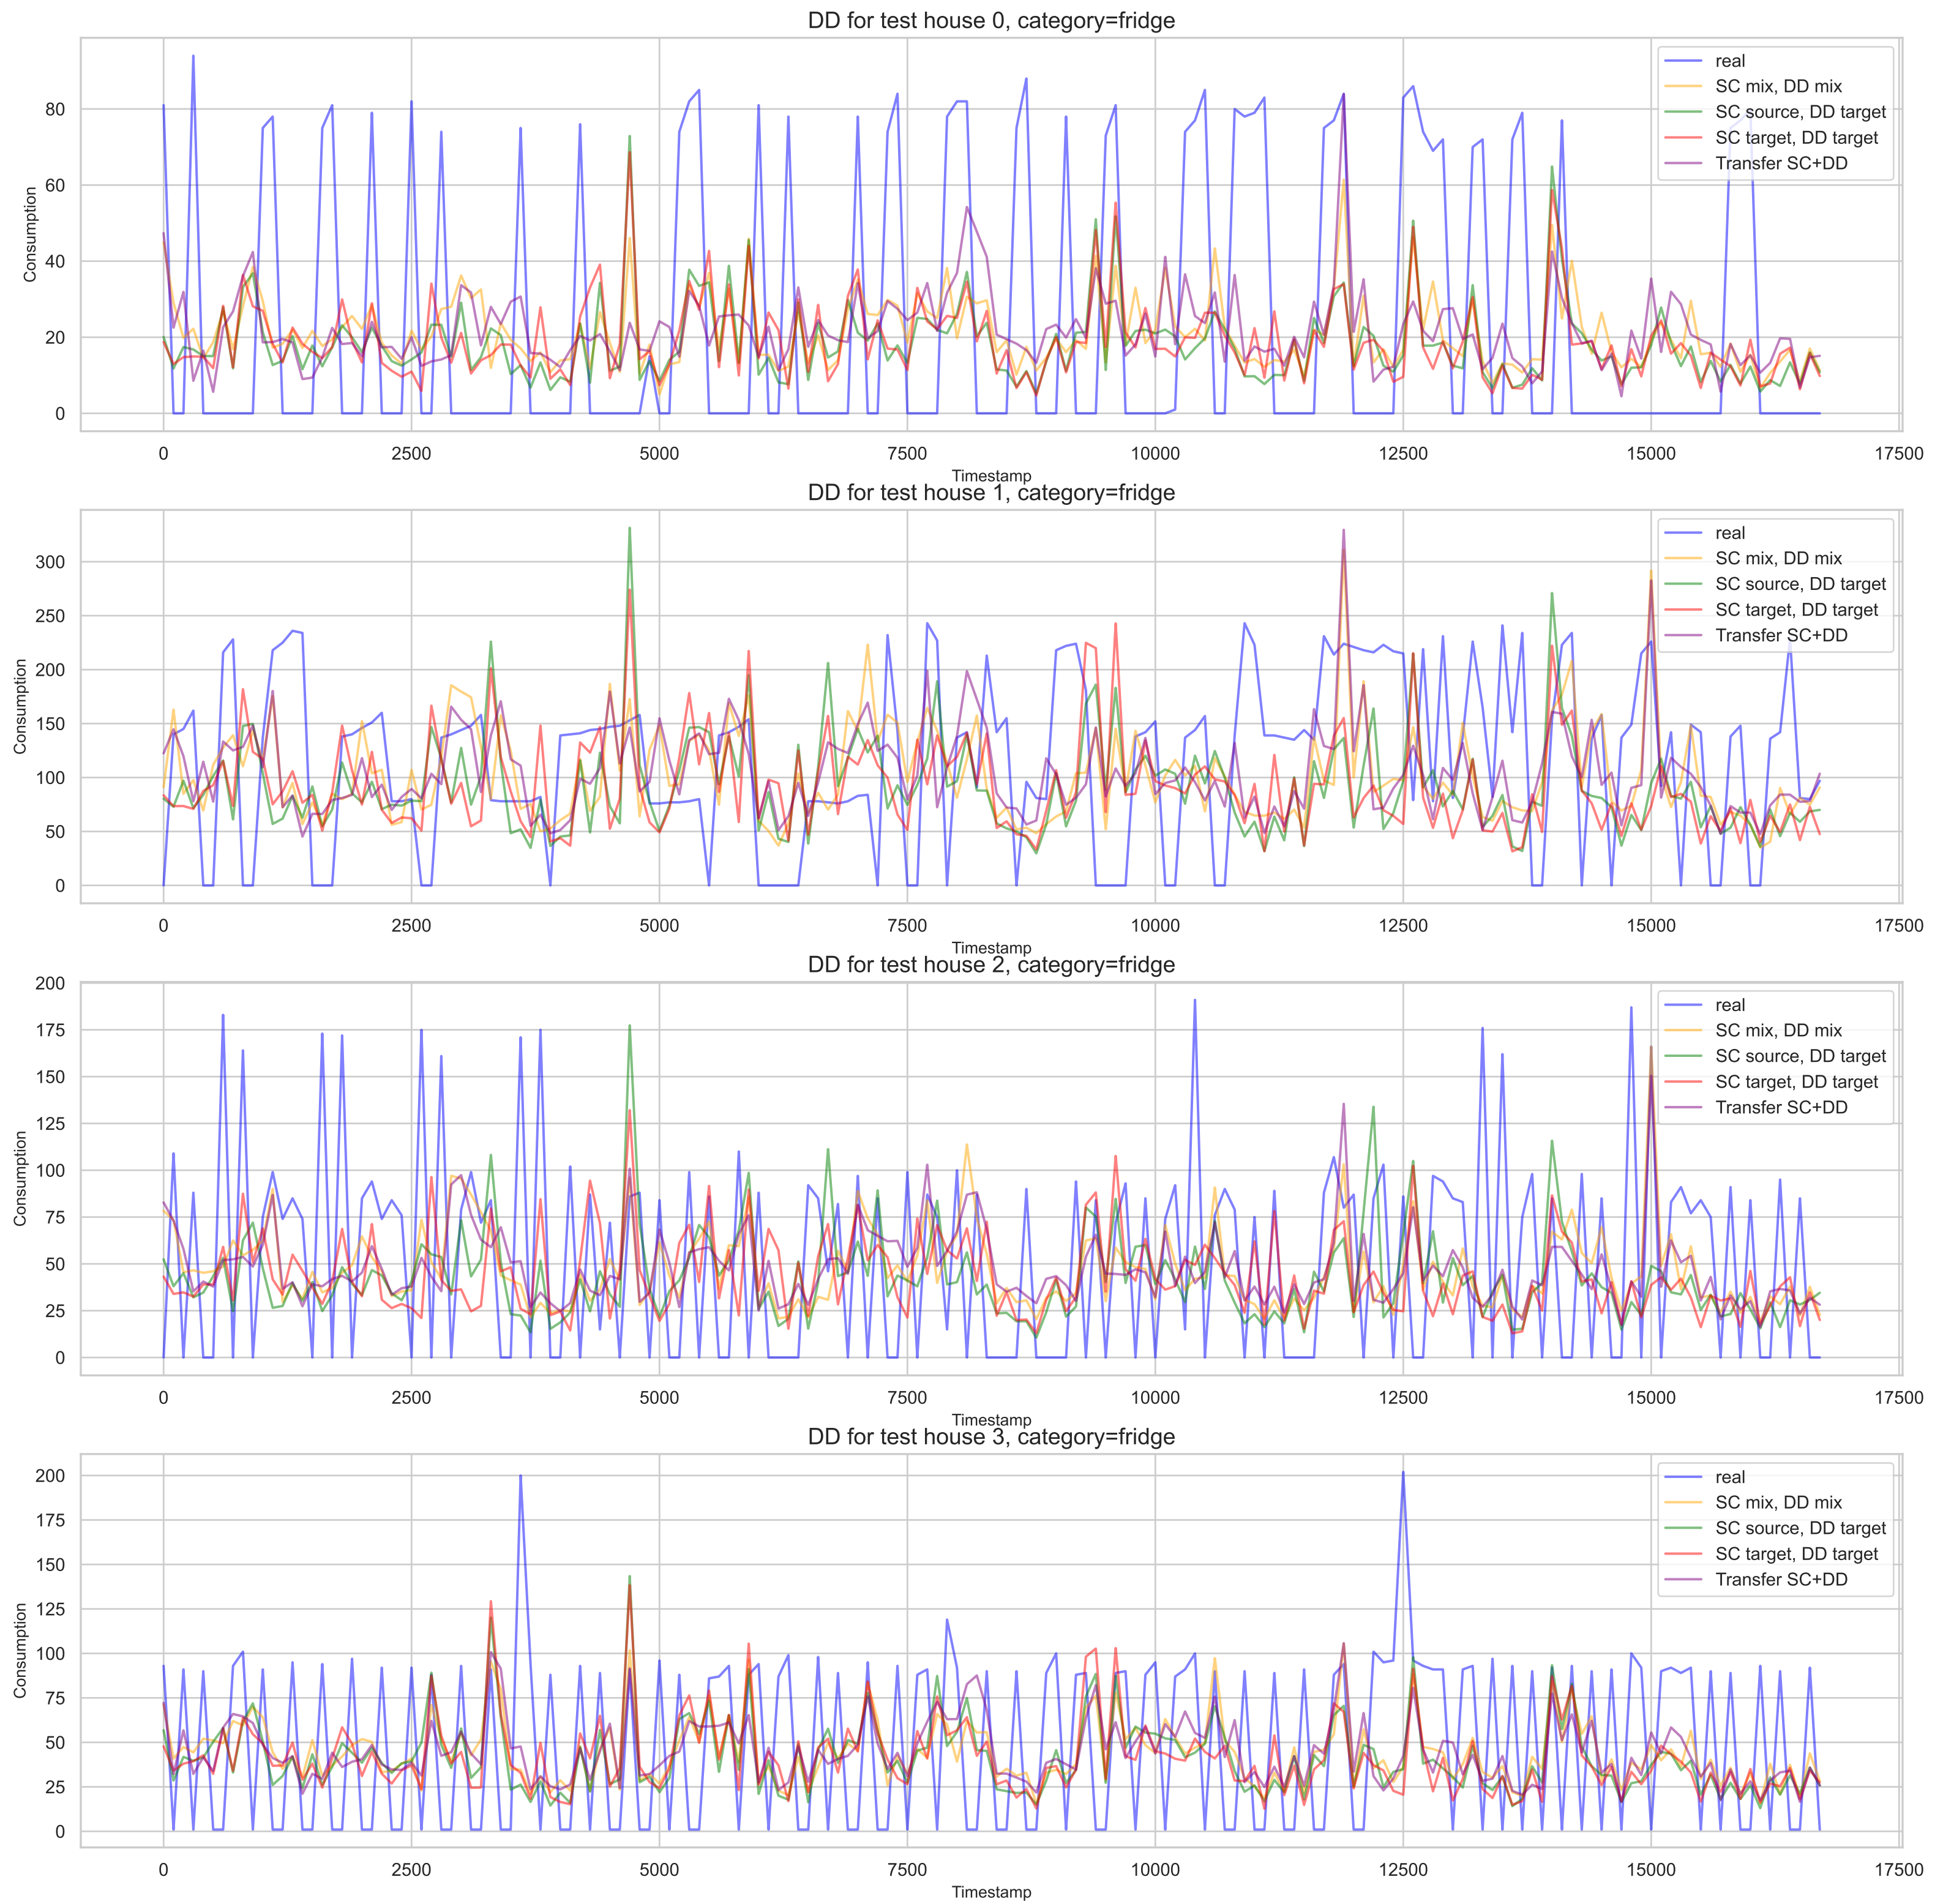 DD for test house 0, category=fridge
Consumption
80
60
40
20
0
real
SC mix, DD mix
SC source, DD target
SC target, DD target
Transfer SC+DD
0 2500 5000 7500 10000 12500 15000 17500
Timestamp
DD for test house 1, category=fridge
Consumption
300
250
200
150
100
50
0
real
SC mix, DD mix
SC source, DD target
SC target, DD target
Transfer SC+DD
0 2500 5000 7500 10000 12500 15000 17500
Timestamp
DD for test house 2, category=fridge
Consumption
200
175
150
125
100
75
50
25
0
real
SC mix, DD mix
SC source, DD target
SC target, DD target
Transfer SC+DD
0 2500 5000 7500 10000 12500 15000 17500
Timestamp
DD for test house 3, category=fridge
Consumption
200
175
150
125
100
75
50
25
0
real
SC mix, DD mix
SC source, DD target
SC target, DD target
Transfer SC+DD
0 2500 5000 7500 10000 12500 15000 17500
Timestamp